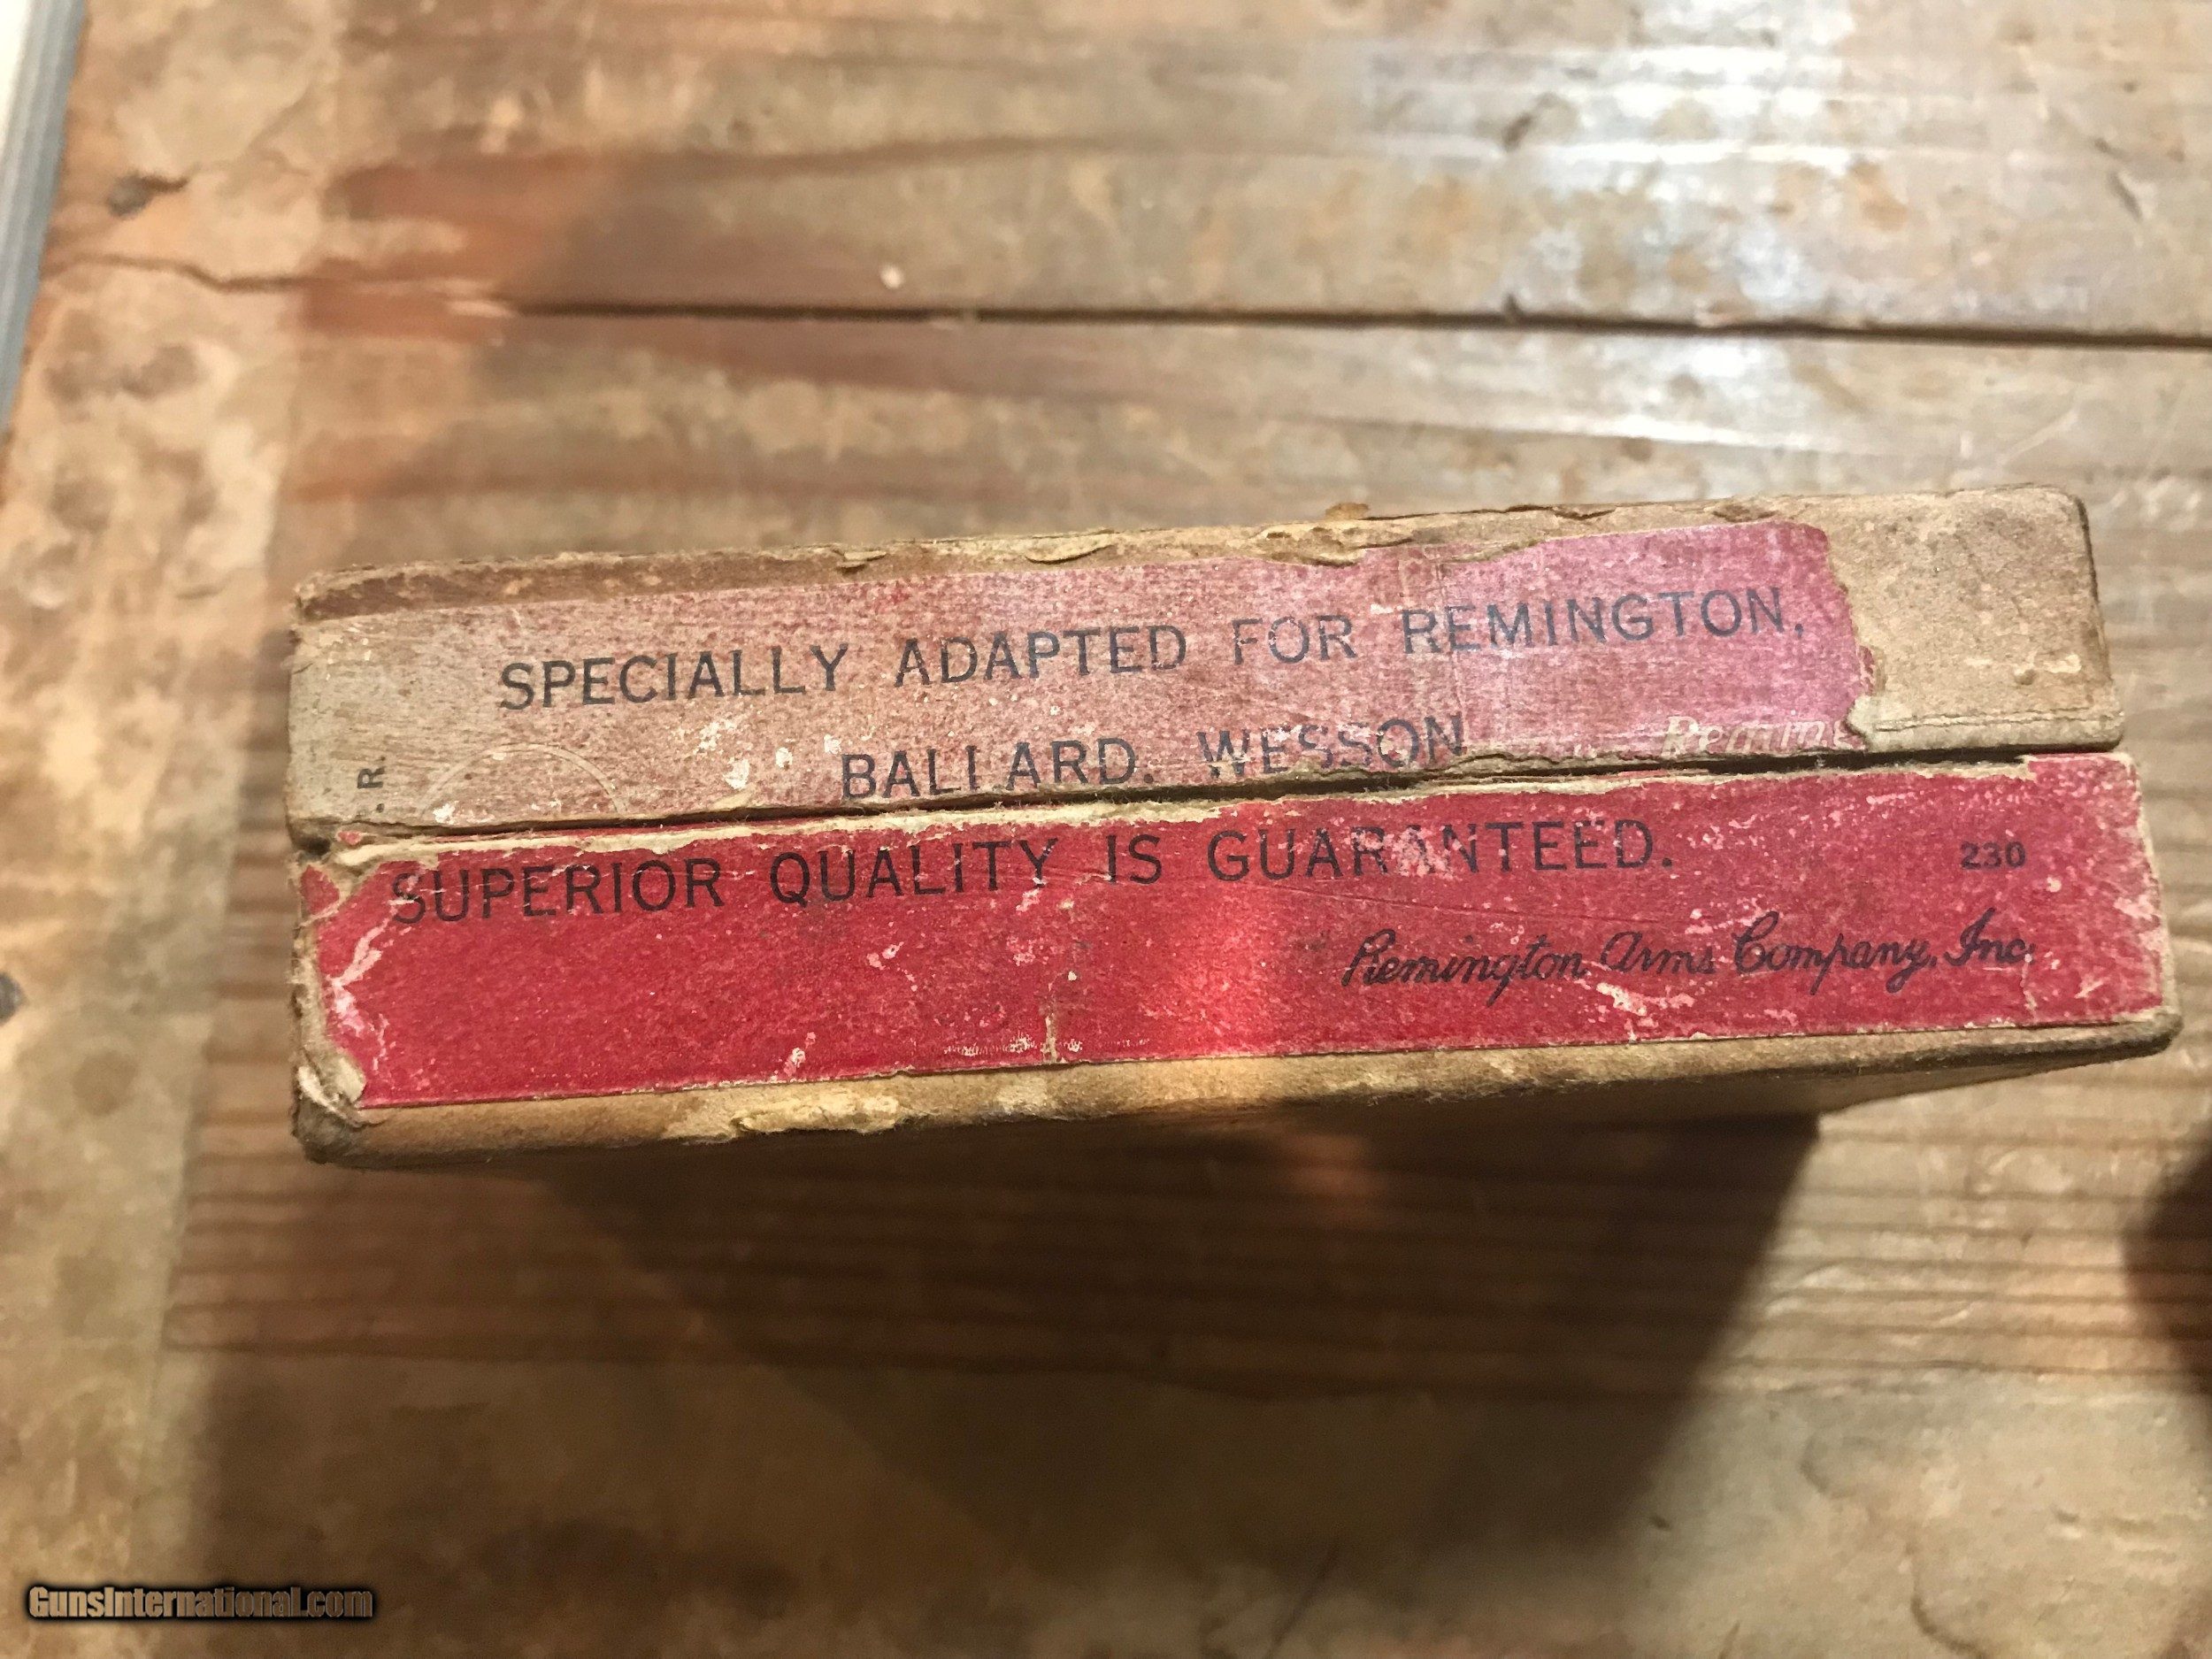 SPECIALLY ADAPTED FOR REMINGTON,
BALLARD. WESSON
. R.
SUPERIOR QUALITY IS GUARANTEED.
230
Remington Arms Company, Inc.
GunsInternational.com